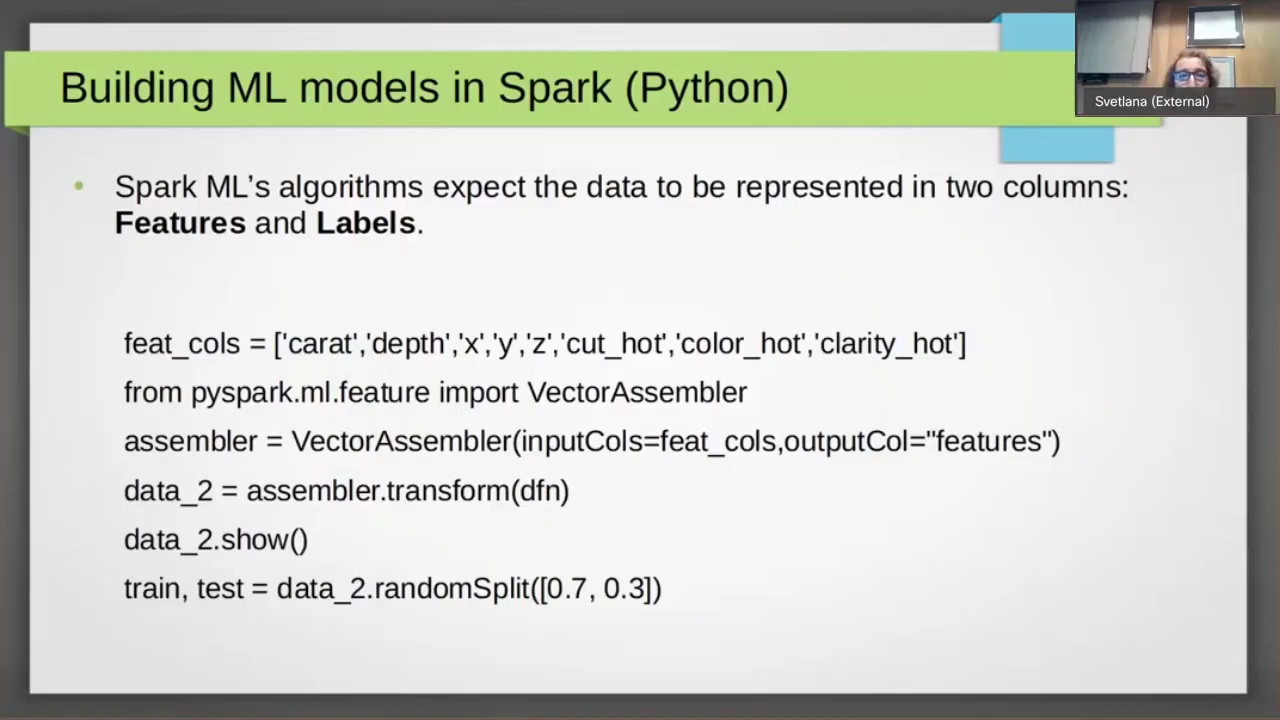 Building ML models in Spark (Python)
Svetlana (External)
• Spark ML’s algorithms expect the data to be represented in two columns:
Features and Labels.
feat_cols = ['carat','depth','x','y','z','cut_hot','color_hot','clarity_hot']
from pyspark.ml.feature import VectorAssembler
assembler = VectorAssembler(inputCols=feat_cols,outputCol="features")
data_2 = assembler.transform(dfn)
data_2.show()
train, test = data_2.randomSplit([0.7, 0.3])